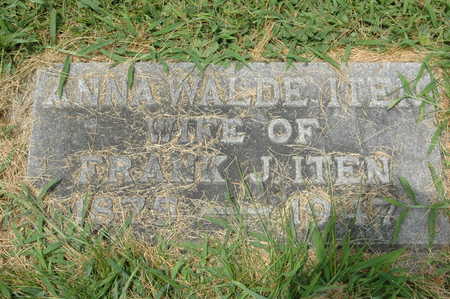 ANNA WALDE ITEN
WIFE OF
FRANK J. ITEN